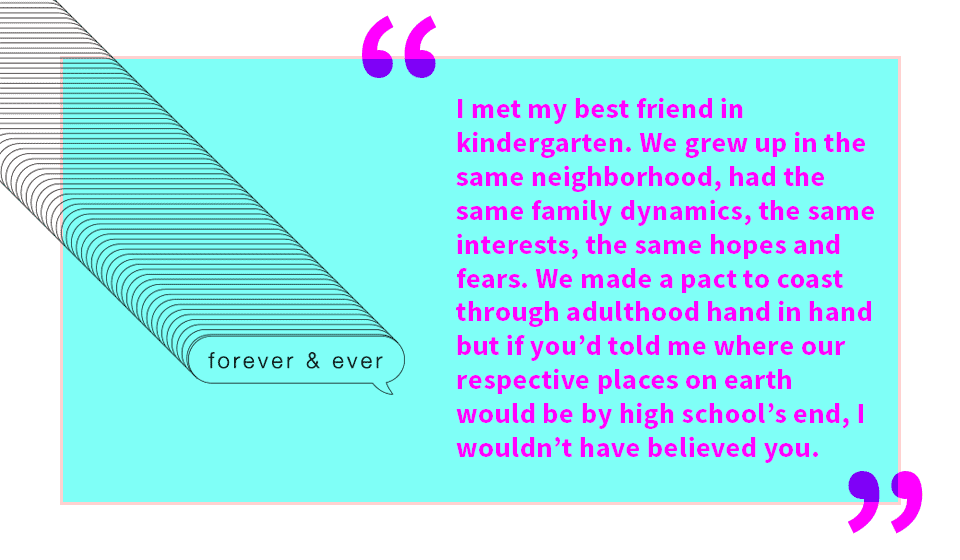 “
I met my best friend in
kindergarten. We grew up in the
same neighborhood, had the
same family dynamics, the same
interests, the same hopes and
fears. We made a pact to coast
through adulthood hand in hand
but if you’d told me where our
respective places on earth
would be by high school’s end, I
wouldn’t have believed you.
”
forever & ever